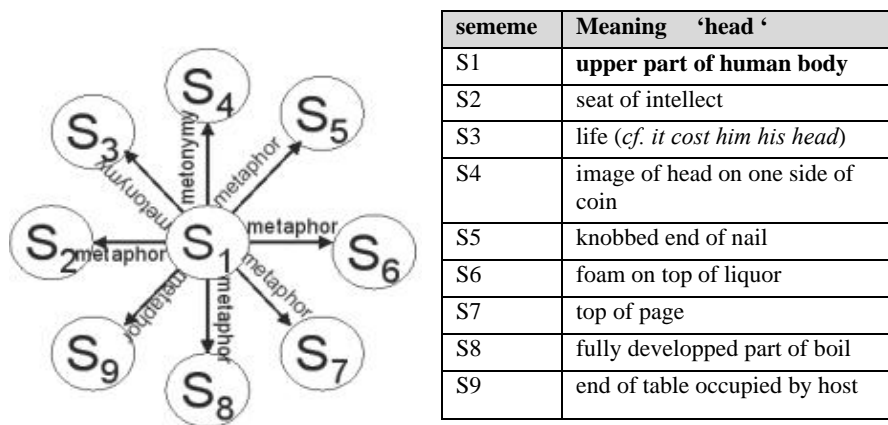 S4
S3
S5
metonymy
metonymy
metaphor
S2
metaphor
S1
metaphor
S6
metaphor
metaphor
metaphor
S9
S8
S7
sememe Meaning ‘head ‘
S1 upper part of human body
S2 seat of intellect
S3 life (cf. it cost him his head)
S4 image of head on one side of
coin
S5 knobbed end of nail
S6 foam on top of liquor
S7 top of page
S8 fully developped part of boil
S9 end of table occupied by host